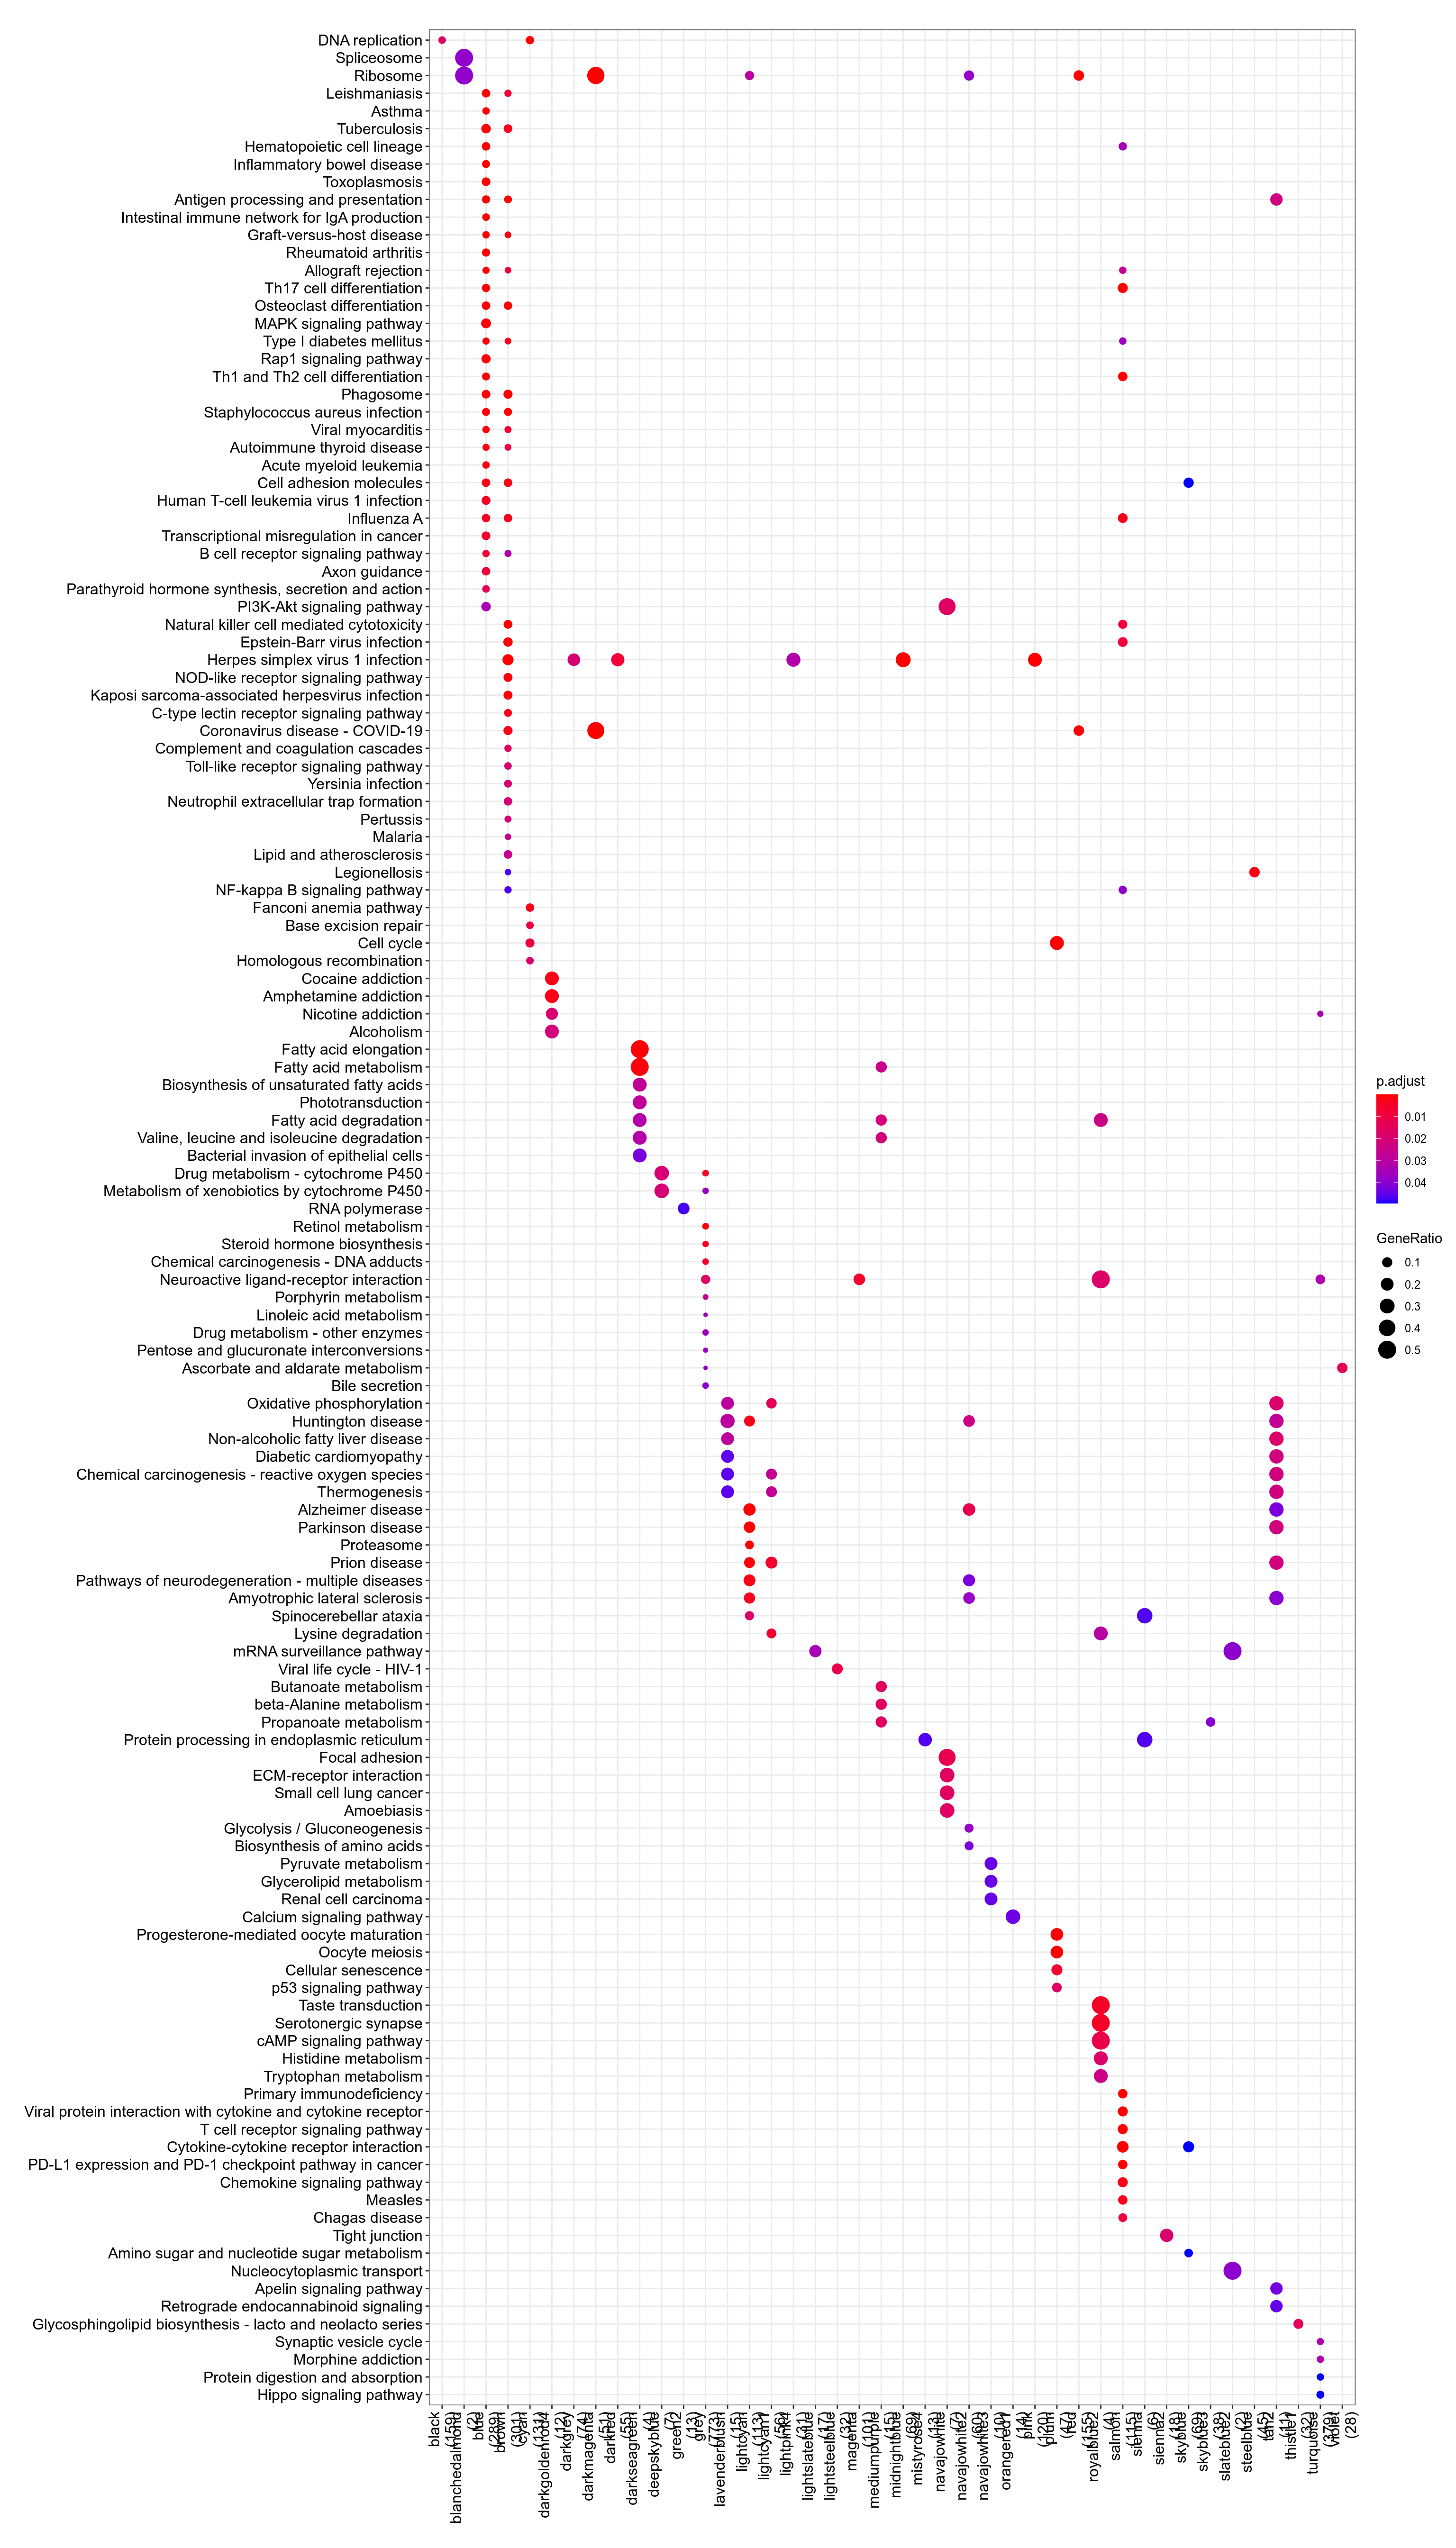 DNA replication
Spliceosome
Ribosome
Leishmaniasis
Asthma
Tuberculosis
Hematopoietic cell lineage
Inflammatory bowel disease
Toxoplasmosis
Antigen processing and presentation
Intestinal immune network for IgA production
Graft-versus-host disease
Rheumatoid arthritis
Allograft rejection
Th17 cell differentiation
Osteoclast differentiation
MAPK signaling pathway
Type I diabetes mellitus
Rap1 signaling pathway
Th1 and Th2 cell differentiation
Phagosome
Staphylococcus aureus infection
Viral myocarditis
Autoimmune thyroid disease
Acute myeloid leukemia
Cell adhesion molecules
Human T-cell leukemia virus 1 infection
Influenza A
Transcriptional misregulation in cancer
B cell receptor signaling pathway
Axon guidance
Parathyroid hormone synthesis, secretion and action
PI3K-Akt signaling pathway
Natural killer cell mediated cytotoxicity
Epstein-Barr virus infection
Herpes simplex virus 1 infection
NOD-like receptor signaling pathway
Kaposi sarcoma-associated herpesvirus infection
C-type lectin receptor signaling pathway
Coronavirus disease - COVID-19
Complement and coagulation cascades
Toll-like receptor signaling pathway
Yersinia infection
Neutrophil extracellular trap formation
Pertussis
Malaria
Lipid and atherosclerosis
Legionellosis
NF-kappa B signaling pathway
Fanconi anemia pathway
Base excision repair
Cell cycle
Homologous recombination
Cocaine addiction
Amphetamine addiction
Nicotine addiction
Alcoholism
Fatty acid elongation
Fatty acid metabolism
Biosynthesis of unsaturated fatty acids
Phototransduction
Fatty acid degradation
Valine, leucine and isoleucine degradation
Bacterial invasion of epithelial cells
Drug metabolism - cytochrome P450
Metabolism of xenobiotics by cytochrome P450
RNA polymerase
Retinol metabolism
Steroid hormone biosynthesis
Chemical carcinogenesis - DNA adducts
Neuroactive ligand-receptor interaction
Porphyrin metabolism
Linoleic acid metabolism
Drug metabolism - other enzymes
Pentose and glucuronate interconversions
Ascorbate and aldarate metabolism
Bile secretion
Oxidative phosphorylation
Huntington disease
Non-alcoholic fatty liver disease
Diabetic cardiomyopathy
Chemical carcinogenesis - reactive oxygen species
Thermogenesis
Alzheimer disease
Parkinson disease
Proteasome
Prion disease
Pathways of neurodegeneration - multiple diseases
Amyotrophic lateral sclerosis
Spinocerebellar ataxia
Lysine degradation
mRNA surveillance pathway
Viral life cycle - HIV-1
Butanoate metabolism
beta-Alanine metabolism
Propanoate metabolism
Protein processing in endoplasmic reticulum
Focal adhesion
ECM-receptor interaction
Small cell lung cancer
Amoebiasis
Glycolysis / Gluconeogenesis
Biosynthesis of amino acids
Pyruvate metabolism
Glycerolipid metabolism
Renal cell carcinoma
Calcium signaling pathway
Progesterone-mediated oocyte maturation
Oocyte meiosis
Cellular senescence
p53 signaling pathway
Taste transduction
Serotonergic synapse
cAMP signaling pathway
Histidine metabolism
Tryptophan metabolism
Primary immunodeficiency
Viral protein interaction with cytokine and cytokine receptor
T cell receptor signaling pathway
Cytokine-cytokine receptor interaction
PD-L1 expression and PD-1 checkpoint pathway in cancer
Chemokine signaling pathway
Measles
Chagas disease
Tight junction
Amino sugar and nucleotide sugar metabolism
Nucleocytoplasmic transport
Apelin signaling pathway
Retrograde endocannabinoid signaling
Glycosphingolipid biosynthesis - lacto and neolacto series
Synaptic vesicle cycle
Morphine addiction
Protein digestion and absorption
Hippo signaling pathway
black
blanchedalmond
blue
brown
cyan
darkgoldenrod4
darkgrey
darkmagenta
darkred
darkseagreen
deepskyblue
green2
grey
lavenderblush
lightcyan
lightcyan1
lightpink4
lightslateblue
lightsteelblue
magenta
mediumpurple
midnightblue
mistyrose4
navajowhite
navajowhite2
navajowhite3
orangered1
pink
plum
red
royalblue2
salmon
sienna
sienna2
skyblue
skyblue3
slateblue2
steelblue
tan2
thistle1
turquoise
violet
(28)
p.adjust
0.01
0.02
0.03
0.04
GeneRatio
0.1
0.2
0.3
0.4
0.5